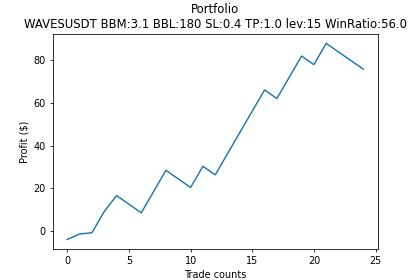 Portfolio
WAVESUSDT BBM:3.1 BBL:180 SL:0.4 TP:1.0 lev:15 WinRatio:56.0
Profit ($)
80
60
40
20
0
0 5 10 15 20 25
Trade counts